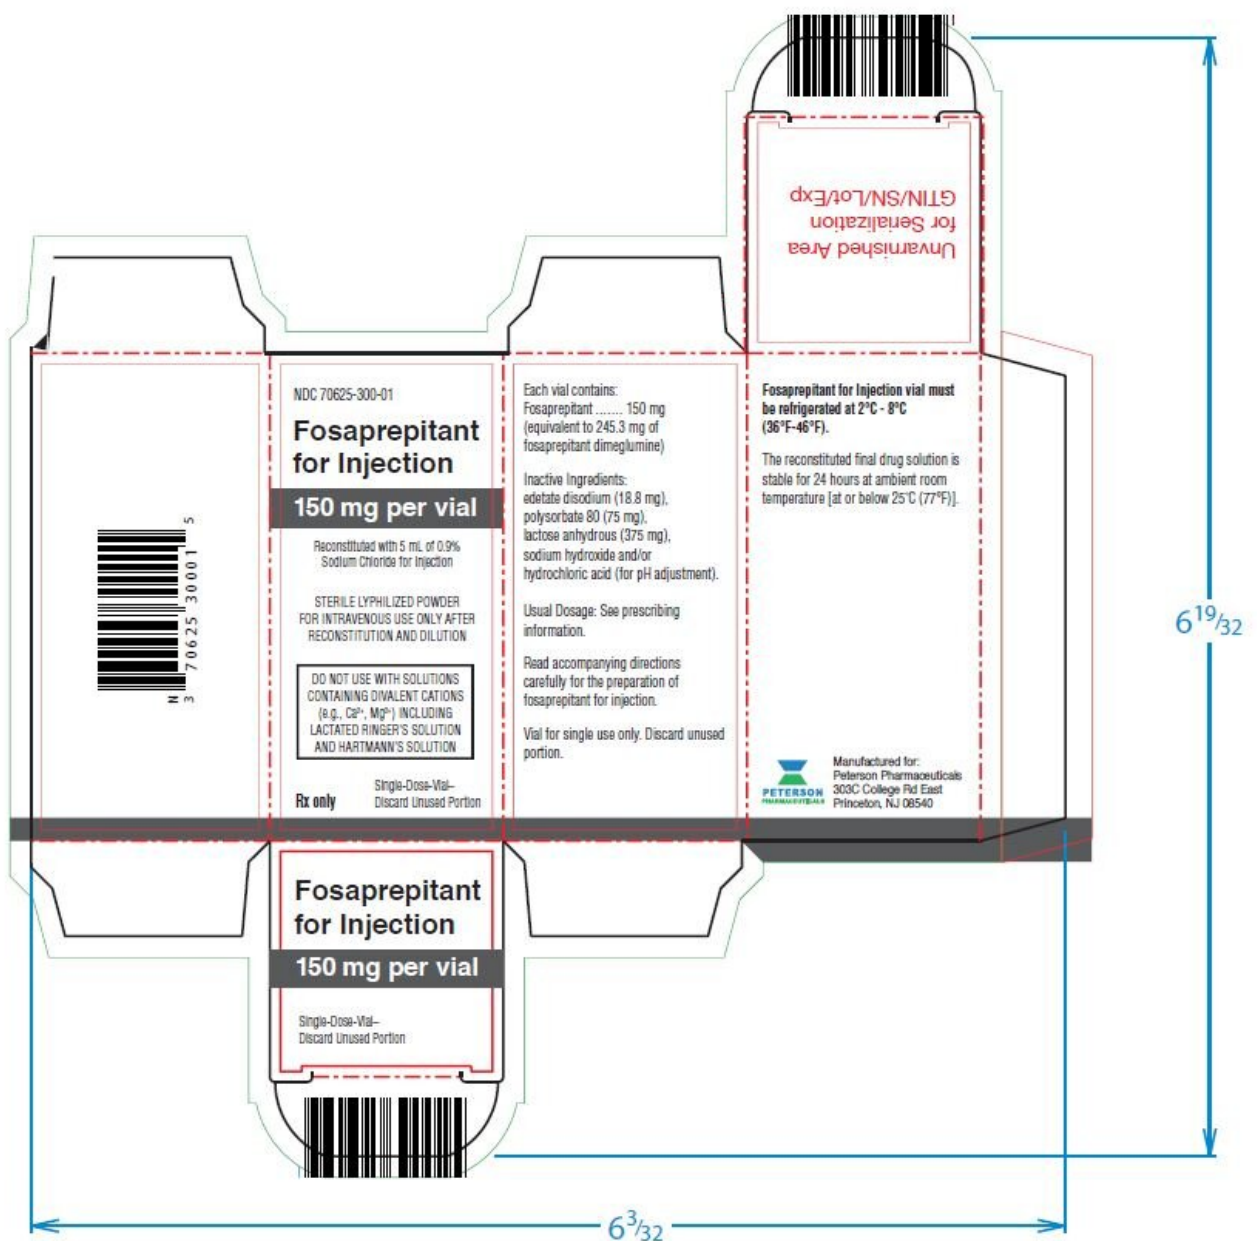 Unvarnished Area
for Serialization
GTIN/SN/Lot/Exp
N
3 70625 30001 5
NDC 70625-300-01
Fosaprepitant
for Injection
150 mg per vial
Reconstituted with 5 mL of 0.9%
Sodium Chloride for Injection
STERILE LYPHILIZED POWDER
FOR INTRAVENOUS USE ONLY AFTER
RECONSTITUTION AND DILUTION
DO NOT USE WITH SOLUTIONS
CONTAINING DIVALENT CATIONS
(e.g., Ca²⁺, Mg²⁺) INCLUDING
LACTATED RINGER'S SOLUTION
AND HARTMANN'S SOLUTION
Rx only
Single-Dose-Vial–
Discard Unused Portion
Each vial contains:
Fosaprepitant ....... 150 mg
(equivalent to 245.3 mg of
fosaprepitant dimeglumine)
Inactive Ingredients:
edetate disodium (18.8 mg),
polysorbate 80 (75 mg),
lactose anhydrous (375 mg),
sodium hydroxide and/or
hydrochloric acid (for pH adjustment).
Usual Dosage: See prescribing
information.
Read accompanying directions
carefully for the preparation of
fosaprepitant for injection.
Vial for single use only. Discard unused
portion.
Fosaprepitant for Injection vial must
be refrigerated at 2°C - 8°C
(36°F-46°F).
The reconstituted final drug solution is
stable for 24 hours at ambient room
temperature [at or below 25°C (77°F)].
PETERSON
PHARMACEUTICALS
Manufactured for:
Peterson Pharmaceuticals
303C College Rd East
Princeton, NJ 08540
Fosaprepitant
for Injection
150 mg per vial
Single-Dose-Vial–
Discard Unused Portion
6 19/32
6 3/32